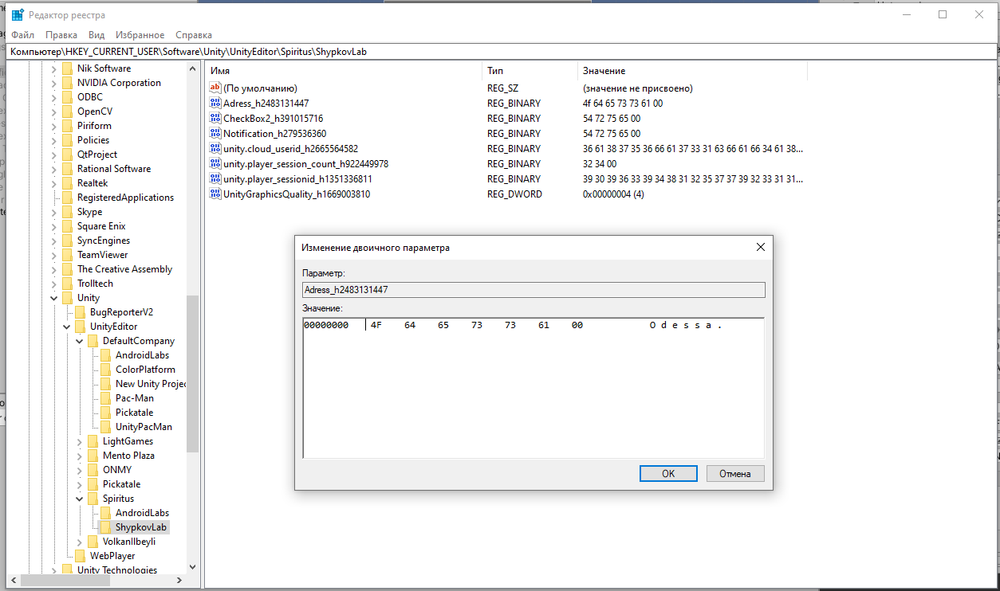 Редактор реестра
Файл Правка Вид Избранное Справка
Компьютер\HKEY_CURRENT_USER\Software\Unity\UnityEditor\Spiritus\ShypkovLab
Nik Software
NVIDIA Corporation
ODBC
OpenCV
Piriform
Policies
QtProject
Rational Software
Realtek
RegisteredApplications
Skype
Square Enix
SyncEngines
TeamViewer
The Creative Assembly
Trolltech
Unity
BugReporterV2
UnityEditor
DefaultCompany
AndroidLabs
ColorPlatform
New Unity Projec
Pac-Man
Pickatale
UnityPacMan
LightGames
Mento Plaza
ONMY
Pickatale
Spiritus
AndroidLabs
ShypkovLab
VolkanIlbeyli
WebPlayer
Unity Technologies
Имя Тип Значение
(По умолчанию) REG_SZ (значение не присвоено)
Adress_h2483131447 REG_BINARY 4f 64 65 73 73 61 00
CheckBox2_h391015716 REG_BINARY 54 72 75 65 00
Notification_h279536360 REG_BINARY 54 72 75 65 00
unity.cloud_userid_h2665564582 REG_BINARY 36 61 38 37 35 36 66 61 37 33 31 63 66 61 66 34 61 38...
unity.player_session_count_h922449978 REG_BINARY 32 34 00
unity.player_sessionid_h1351336811 REG_BINARY 39 30 39 36 33 39 34 38 31 32 35 37 37 39 32 33 31 31...
UnityGraphicsQuality_h1669003810 REG_DWORD 0x00000004 (4)
Изменение двоичного параметра
Параметр:
Adress_h2483131447
Значение:
00000000 4F 64 65 73 73 61 00 Odessa.
OK Отмена